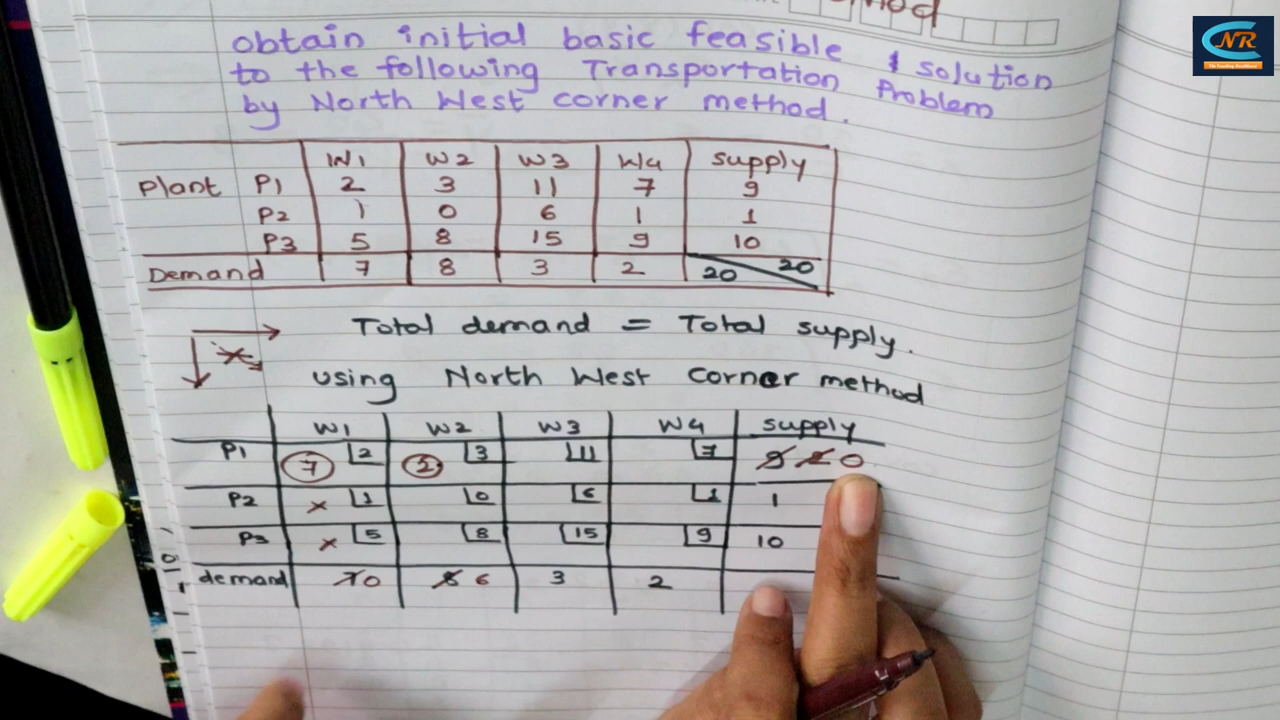 obtain initial basic feasible solution
to the following Transportation Problem
by North West corner method.
W1 W2 W3 W4 supply
Plant P1 2 3 11 7 9
P2 1 0 6 1 1
P3 5 8 15 9 10
Demand 7 8 3 2 20 20
Total demand = Total supply.
using North West Corner method
W1 W2 W3 W4 supply
P1 7 2 2 3 11 7 9 2 0
P2 x 1 0 6 1 1
P3 x 5 8 15 9 10
demand 7 0 8 6 3 2
NR